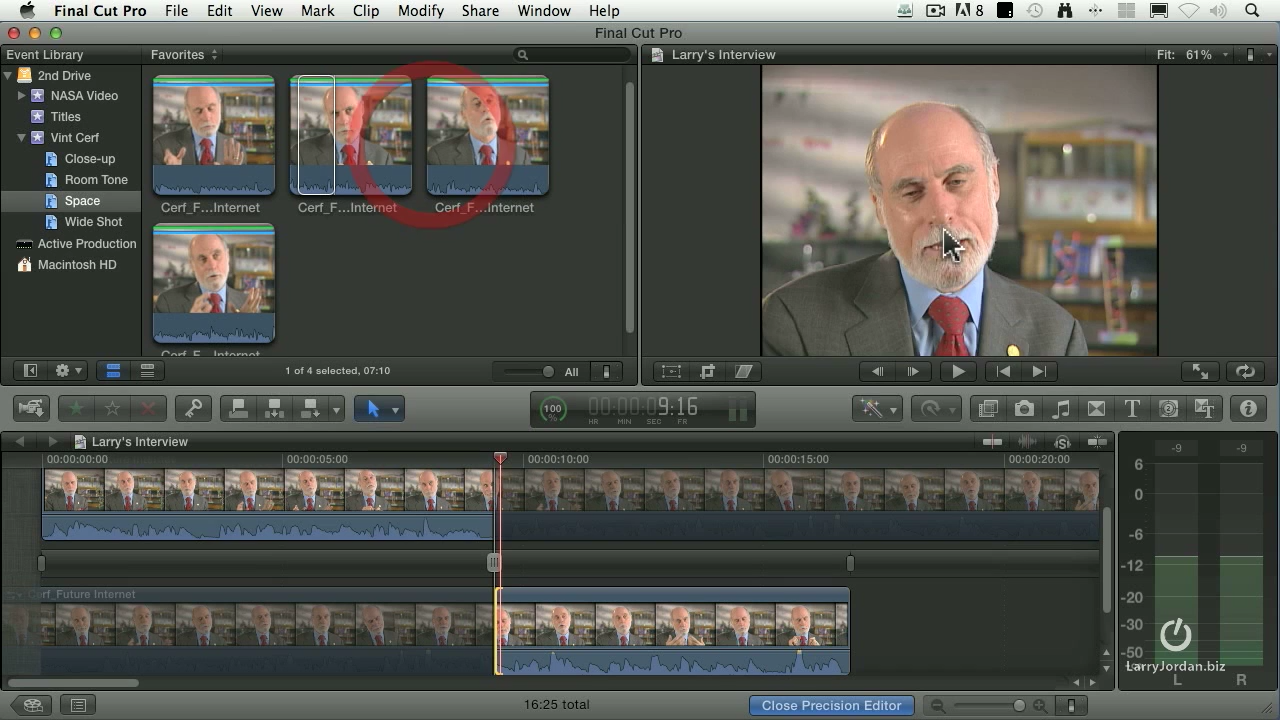 Final Cut Pro File Edit View Mark Clip Modify Share Window Help 8
Final Cut Pro
Event Library
Favorites
Larry's Interview
Fit: 61%
2nd Drive
NASA Video
Titles
Vint Cerf
Close-up
Room Tone
Space
Wide Shot
Active Production
Macintosh HD
Cerf_F...Internet
Cerf_F...Internet
Cerf_F...Internet
Cerf_F...Internet
1 of 4 selected, 07:10
All
100 %
00:00:09:16
HR MIN SEC FR
Larry's Interview
00:00:00:00
00:00:05:00
00:00:10:00
00:00:15:00
00:00:20:00
Cerf_Future Internet
-9 -9
6
0
-6
-12
-20
-30
-50
L R
LarryJordan.biz
16:25 total
Close Precision Editor